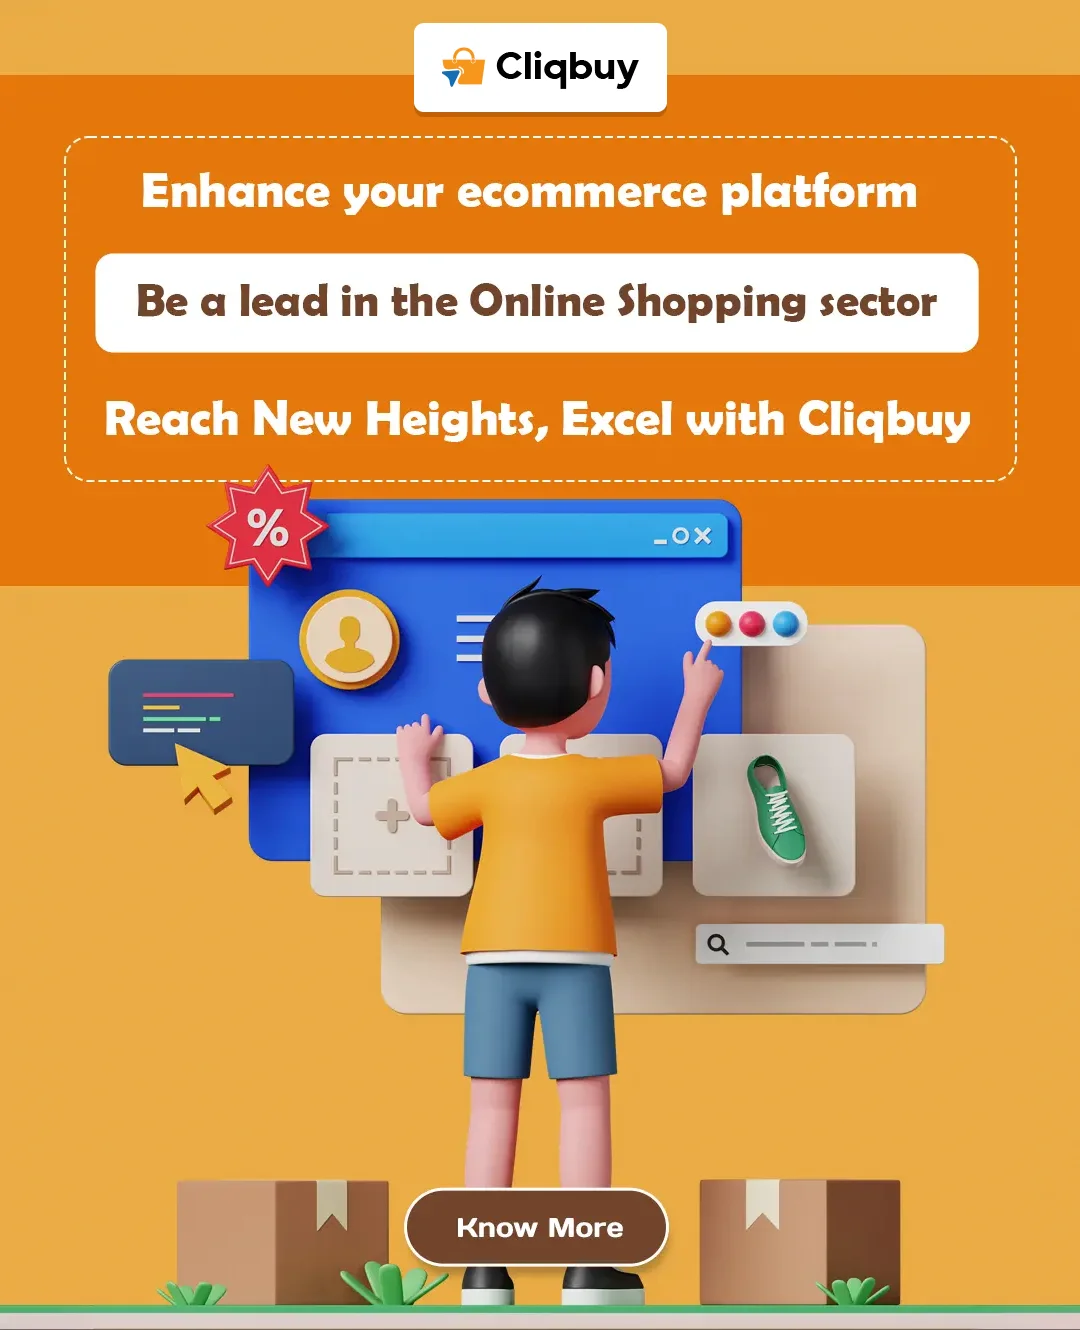 Cliqbuy
Enhance your ecommerce platform
Be a lead in the Online Shopping sector
Reach New Heights, Excel with Cliqbuy
%
Know More